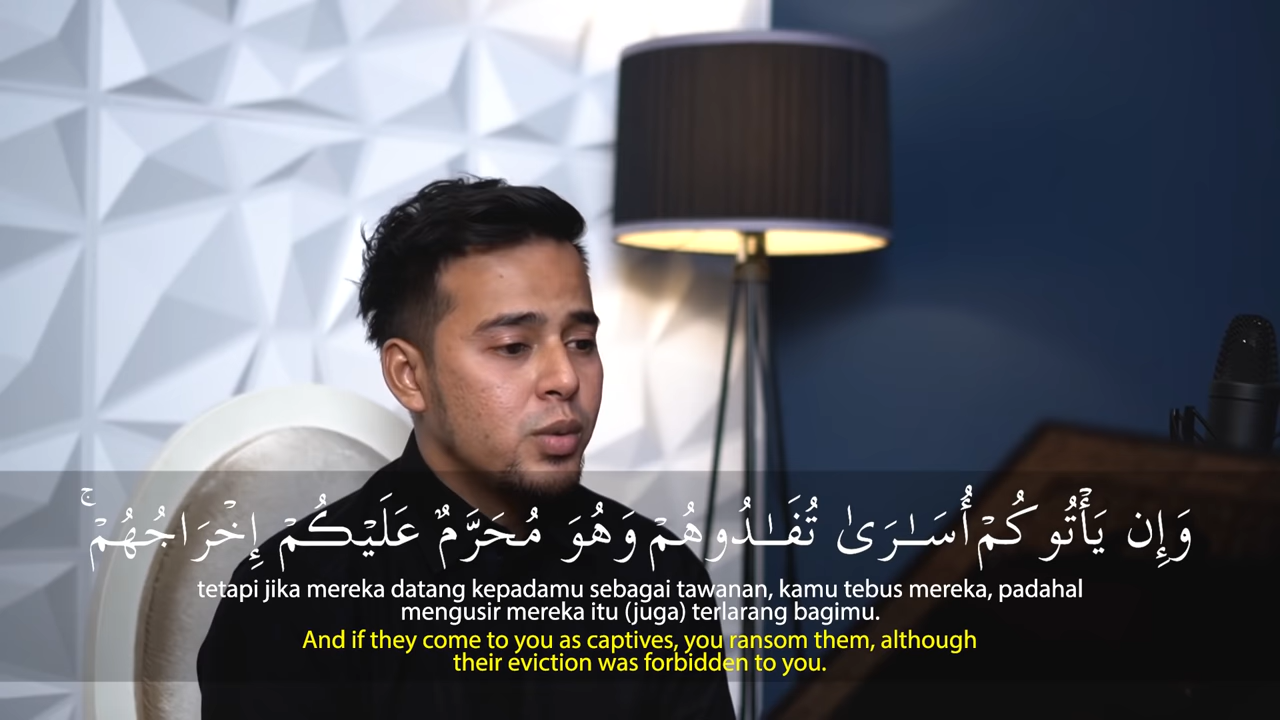 وَإِن يَأْتُوكُمْ أُسَـٰرَىٰ تُفَـٰدُوهُمْ وَهُوَ مُحَرَّمٌ عَلَيْكُمْ إِخْرَاجُهُمْ ۚ
tetapi jika mereka datang kepadamu sebagai tawanan, kamu tebus mereka, padahal
mengusir mereka itu (juga) terlarang bagimu.
And if they come to you as captives, you ransom them, although
their eviction was forbidden to you.